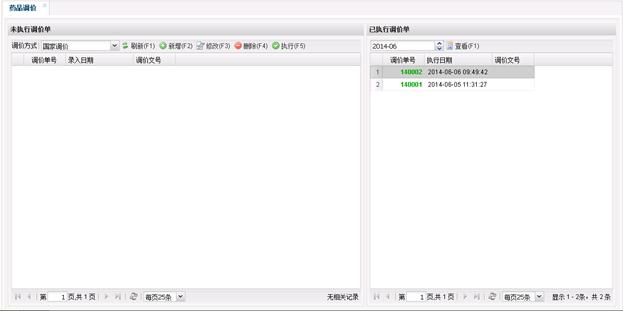 药品调价
未执行调价单
调价方式 国家调价 刷新(F1) 新增(F2) 修改(F3) 删除(F4) 执行(F5)
调价单号 录入日期 调价文号
第 1 页,共 1 页 每页25条 无相关记录
已执行调价单
2014-06 查看(F1)
调价单号 执行日期 调价文号
1 140002 2014-06-06 09:49:42
2 140001 2014-06-05 11:31:27
第 1 页,共 1 页 每页25条 显示 1 - 2条，共 2 条